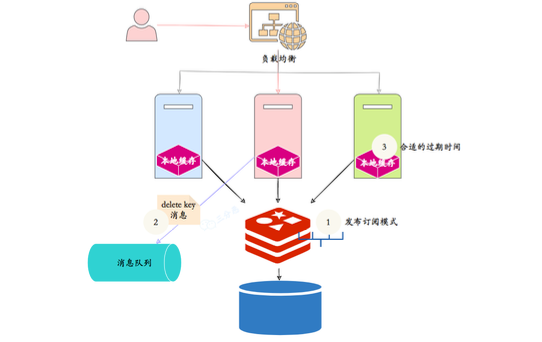 负载均衡
本地缓存
本地缓存
本地缓存
3
合适的过期时间
delete key
消息
2
1
发布订阅模式
消息队列